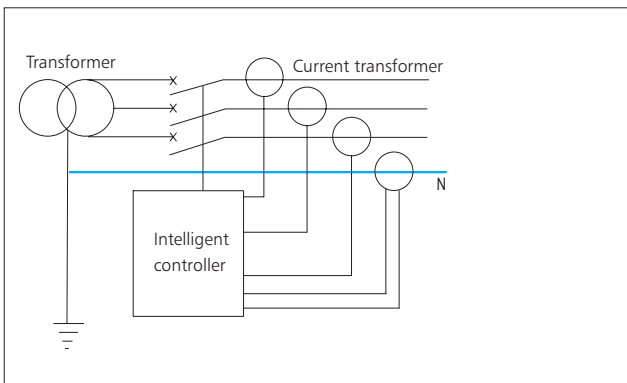 Transformer
Current transformer
N
Intelligent
controller